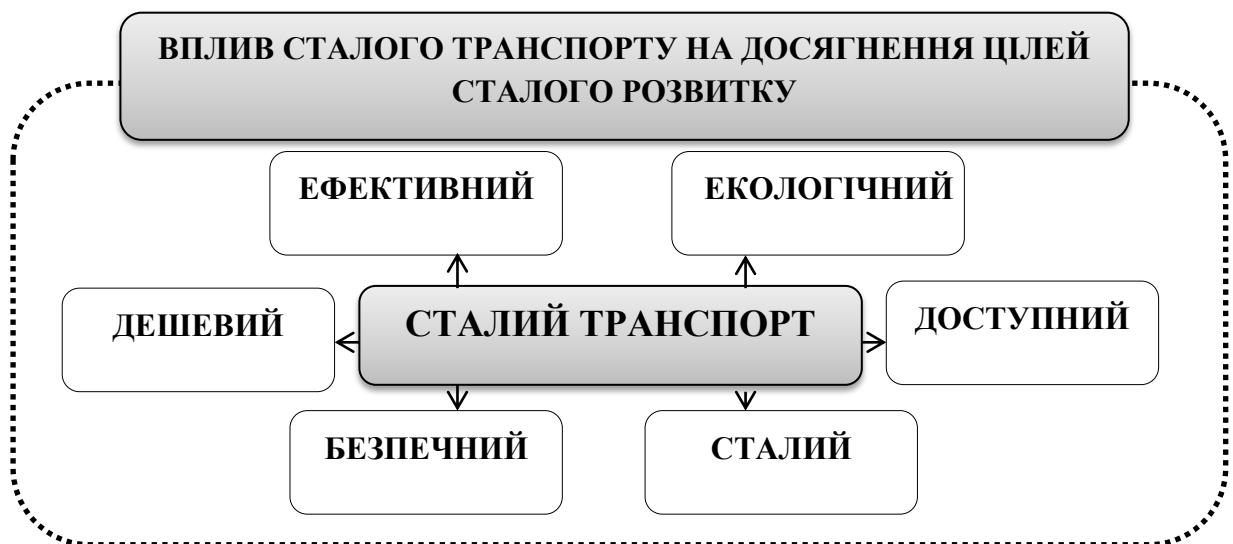 ВПЛИВ СТАЛОГО ТРАНСПОРТУ НА ДОСЯГНЕННЯ ЦІЛЕЙ
СТАЛОГО РОЗВИТКУ
ЕФЕКТИВНИЙ
ЕКОЛОГІЧНИЙ
ДЕШЕВИЙ
СТАЛИЙ ТРАНСПОРТ
ДОСТУПНИЙ
БЕЗПЕЧНИЙ
СТАЛИЙ